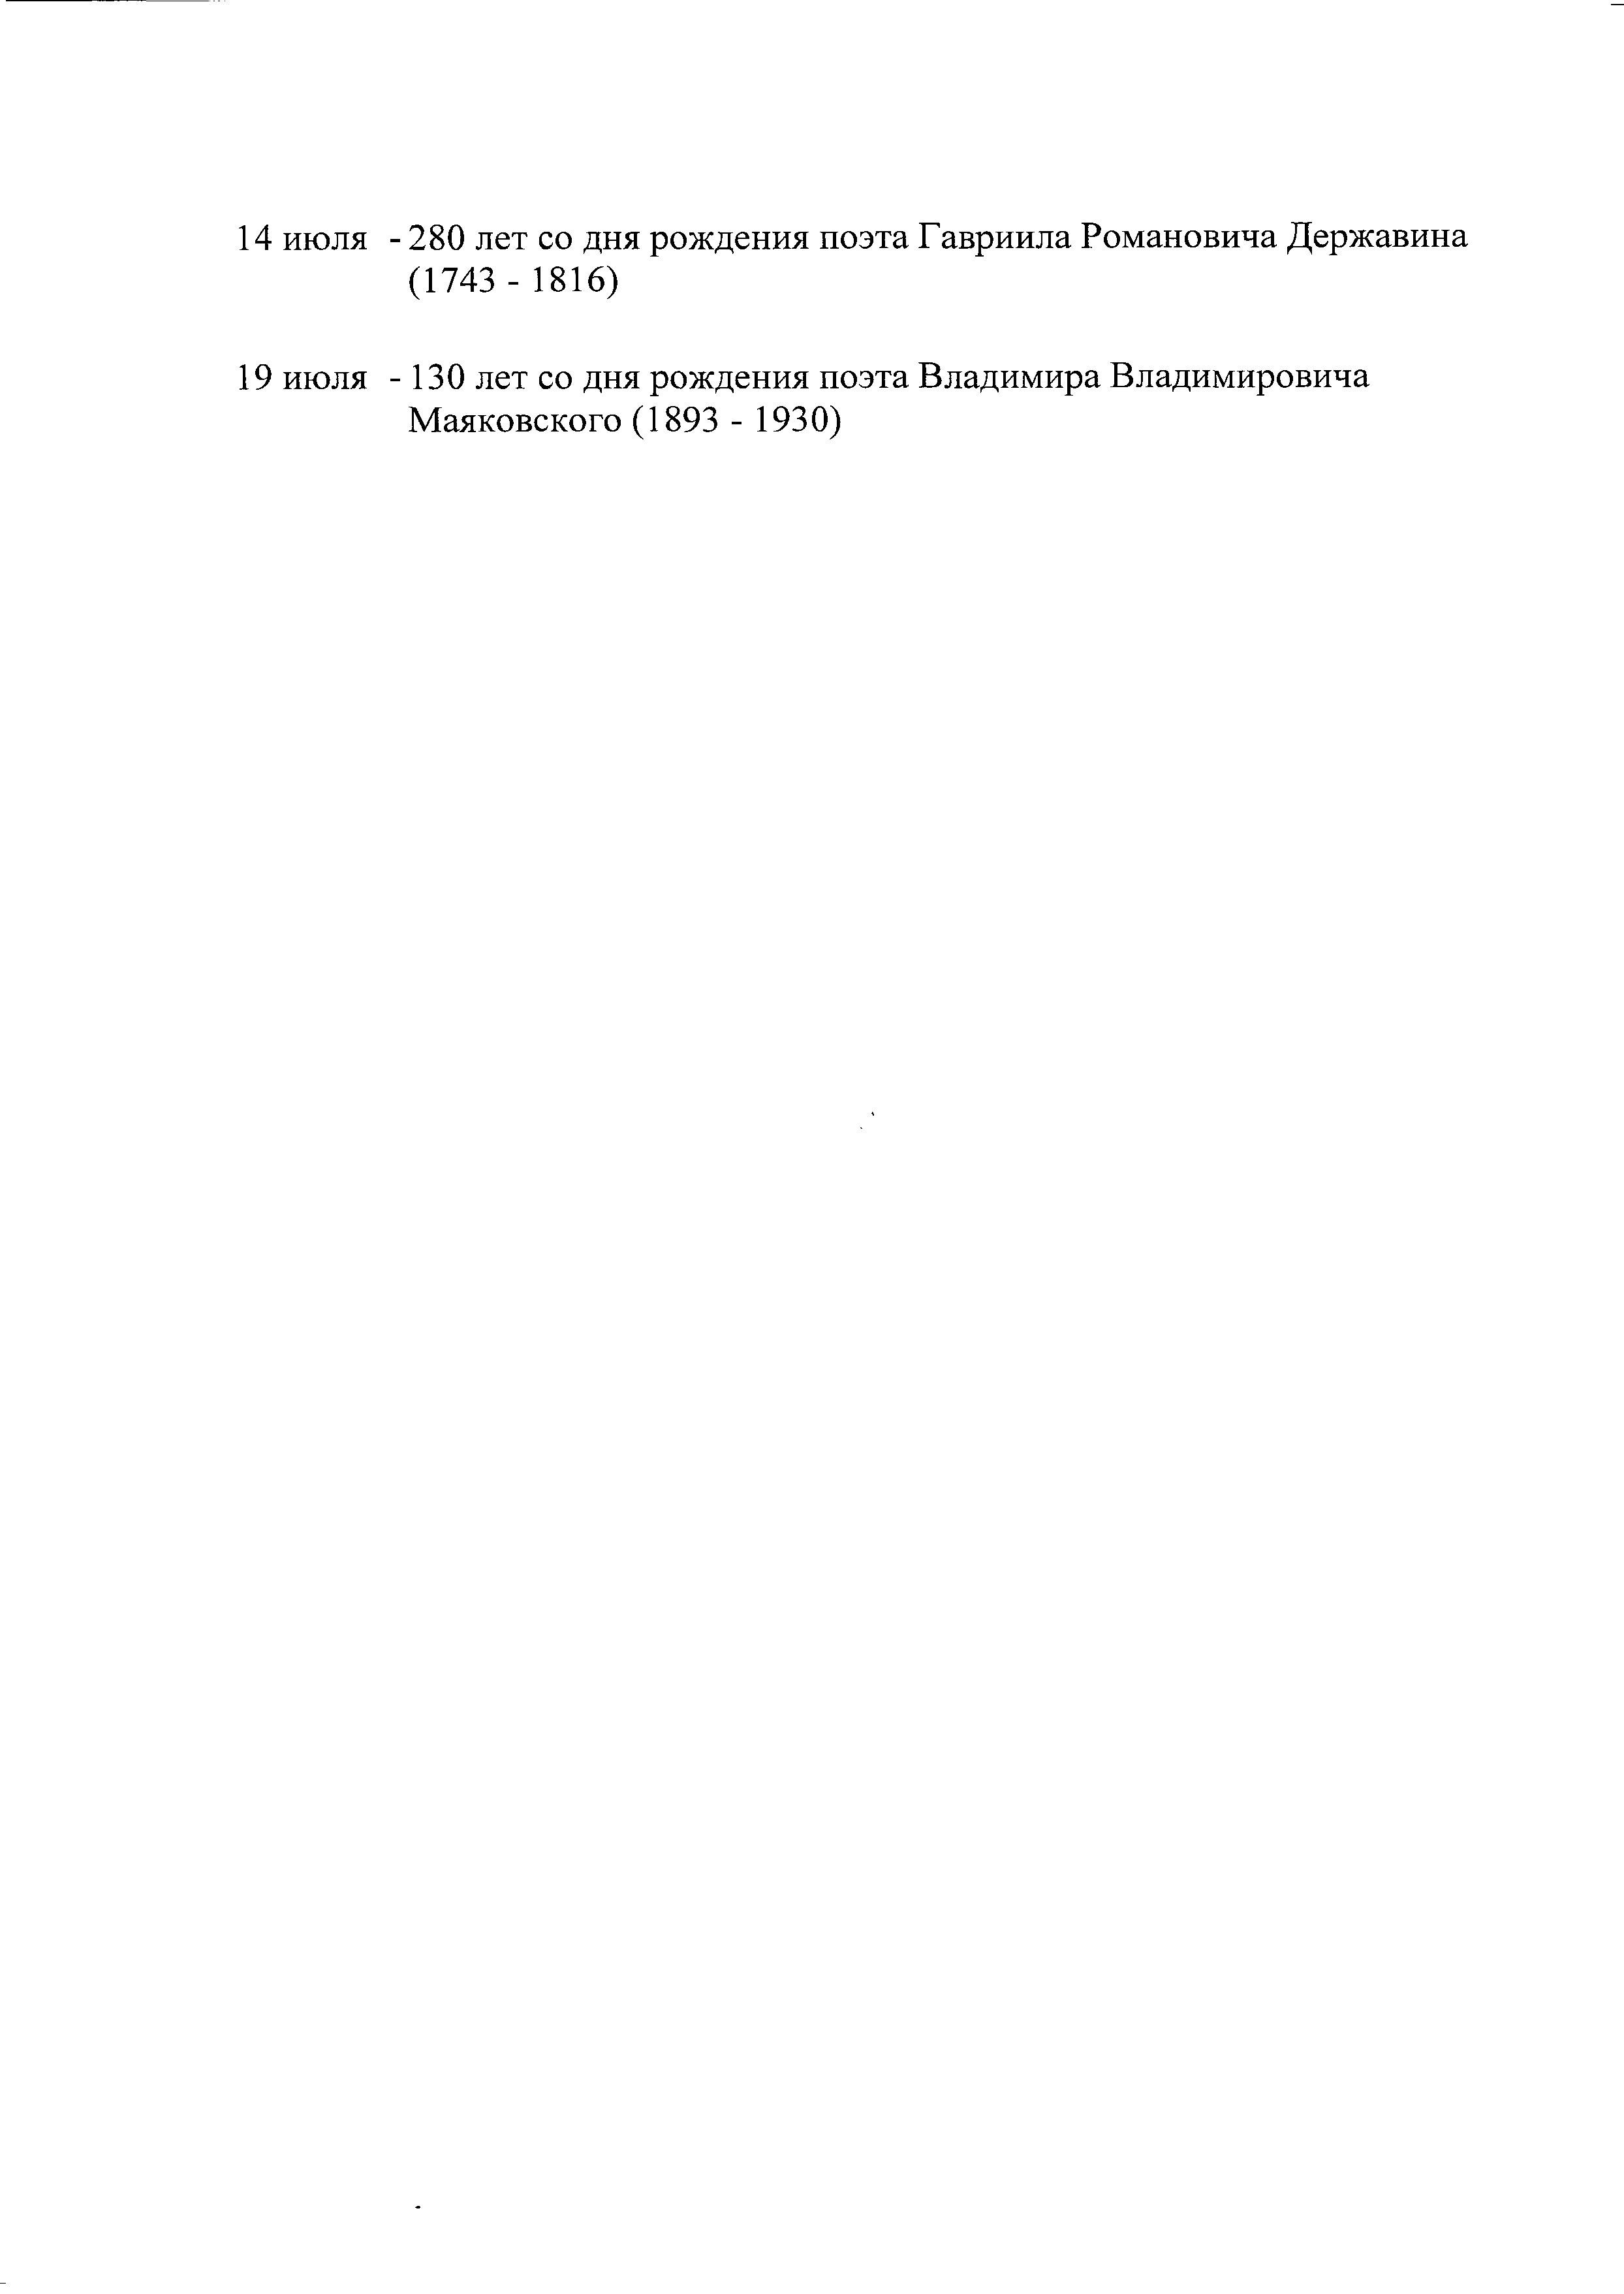 14 июля - 280 лет со дня рождения поэта Гавриила Романовича Державина
(1743 - 1816)
19 июля - 130 лет со дня рождения поэта Владимира Владимировича
Маяковского (1893 - 1930)